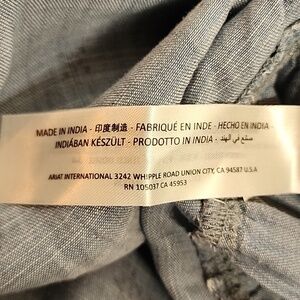 MADE IN INDIA - 印度制造 - FABRIQUÉ EN INDE - HECHO EN INDIA -
INDIÁBAN KÉSZÜLT - PRODOTTO IN INDIA - صنع في الهند
ARIAT INTERNATIONAL 3242 WHIPPLE ROAD UNION CITY, CA 94587 U.S.A
RN 105037 CA 45953